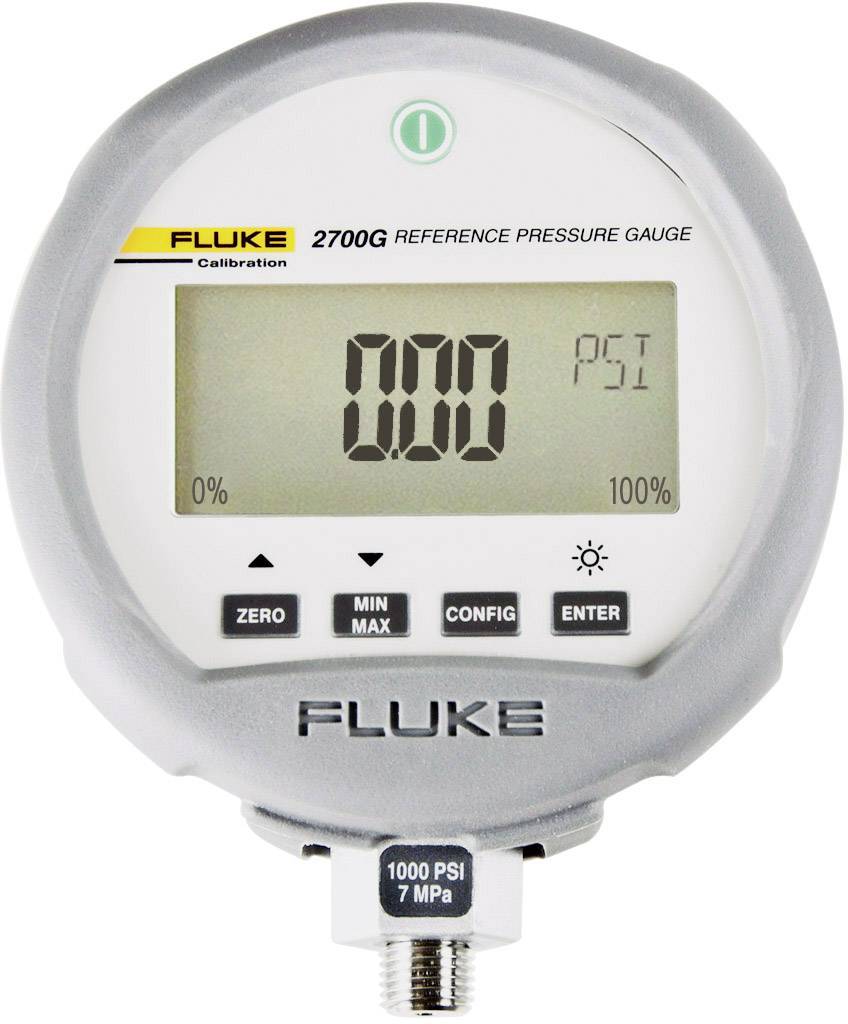 FLUKE 2700G REFERENCE PRESSURE GAUGE
Calibration
0.00 PSI
0% 100%
ZERO MIN MAX CONFIG ENTER
FLUKE
1000 PSI
7 MPa